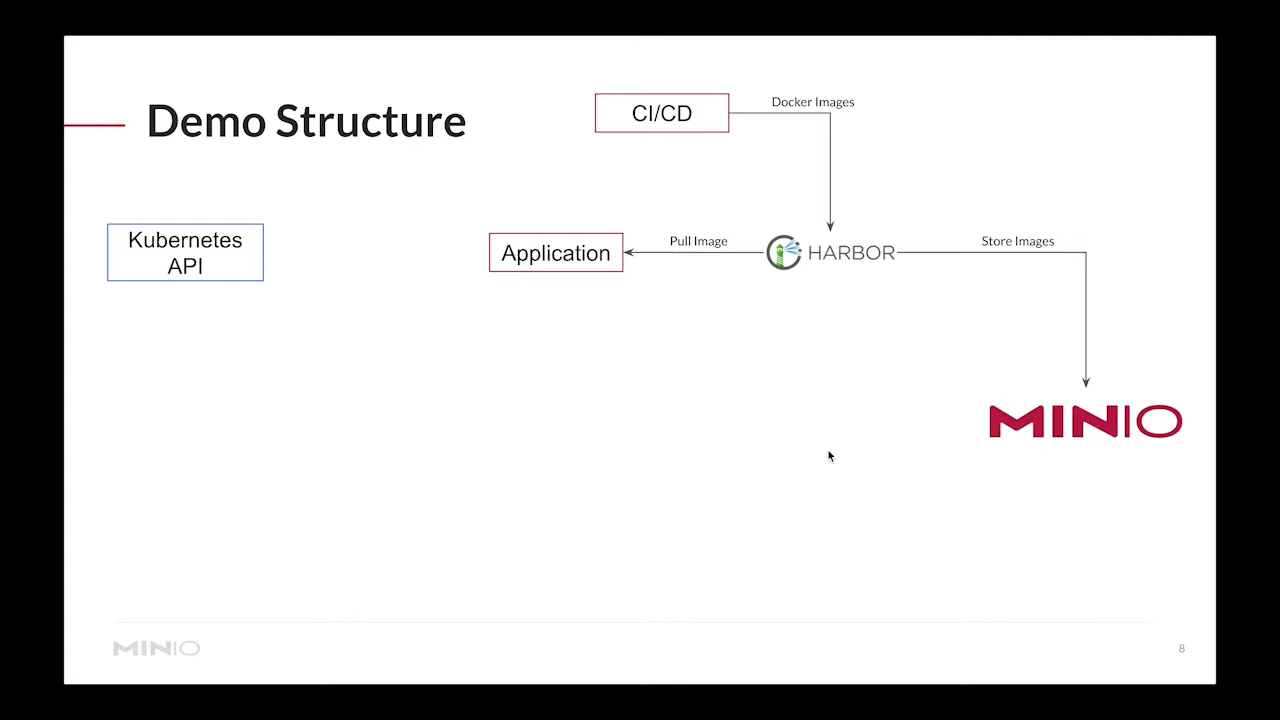 Demo Structure
CI/CD
Docker Images
Kubernetes
API
Application
Pull Image
HARBOR
Store Images
MINIO
MINIO
8